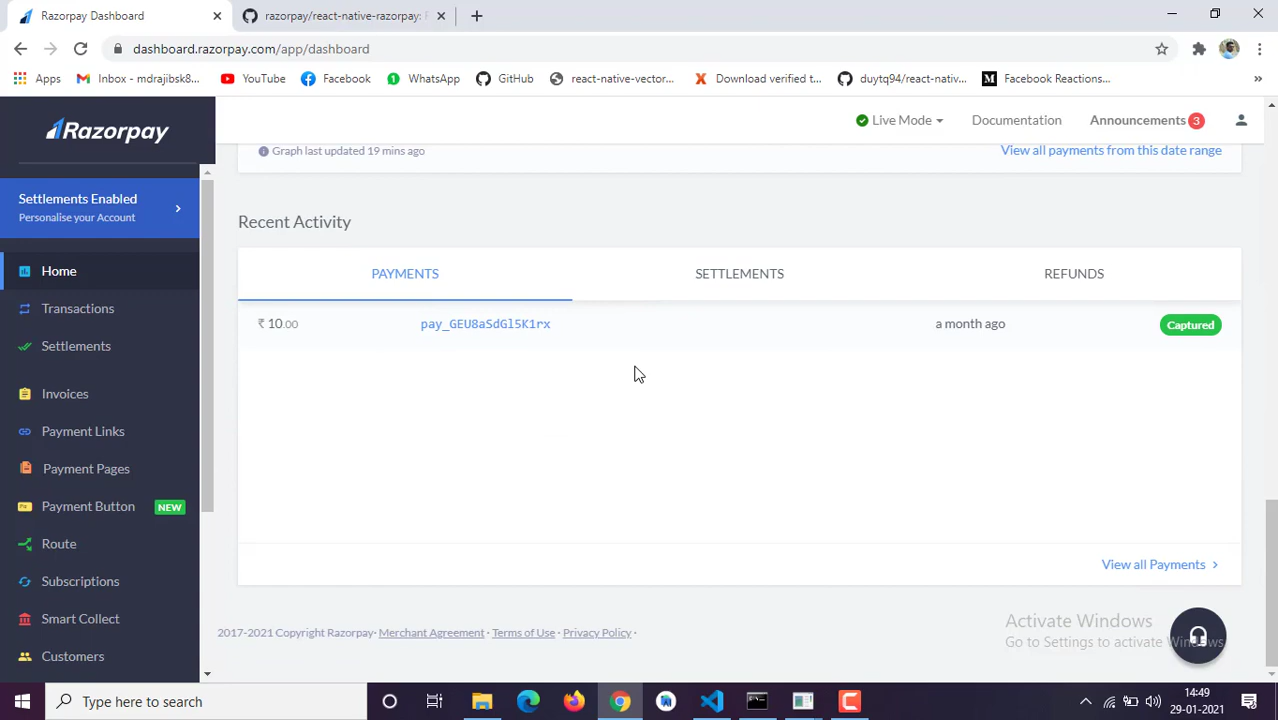 Razorpay Dashboard
razorpay/react-native-razorpay: R
dashboard.razorpay.com/app/dashboard
Apps
Inbox - mdrajibsk8...
YouTube
Facebook
WhatsApp
GitHub
react-native-vector...
Download verified t...
duytq94/react-nativ...
Facebook Reactions...
Razorpay
Live Mode
Documentation
Announcements 3
Settlements Enabled
Personalise your Account
Home
Transactions
Settlements
Invoices
Payment Links
Payment Pages
Payment Button NEW
Route
Subscriptions
Smart Collect
Customers
Graph last updated 19 mins ago
View all payments from this date range
Recent Activity
PAYMENTS
SETTLEMENTS
REFUNDS
₹ 10.00
pay_GEU8aSdGl5K1rx
a month ago
Captured
View all Payments
2017-2021 Copyright Razorpay· Merchant Agreement · Terms of Use · Privacy Policy ·
Activate Windows
Go to Settings to activate Windows.
Type here to search
14:49
29-01-2021